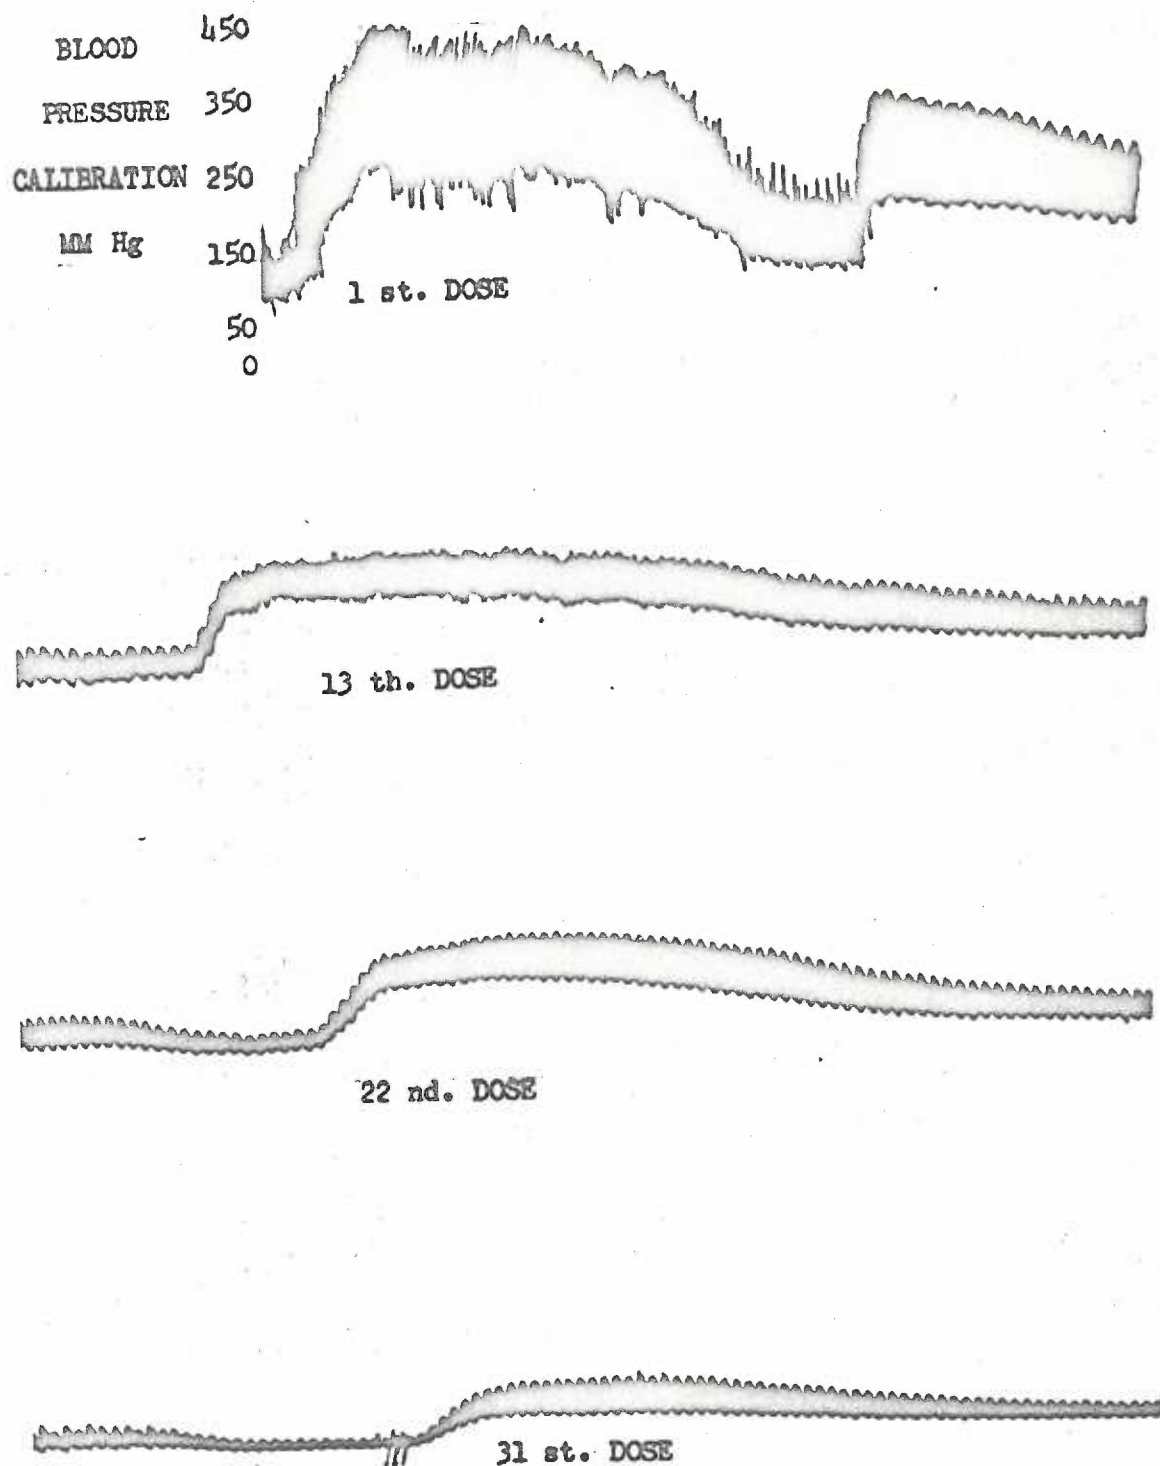 BLOOD 450
PRESSURE 350
CALIBRATION 250
MM Hg 150
50
0
1 st. DOSE
13 th. DOSE
22 nd. DOSE
31 st. DOSE